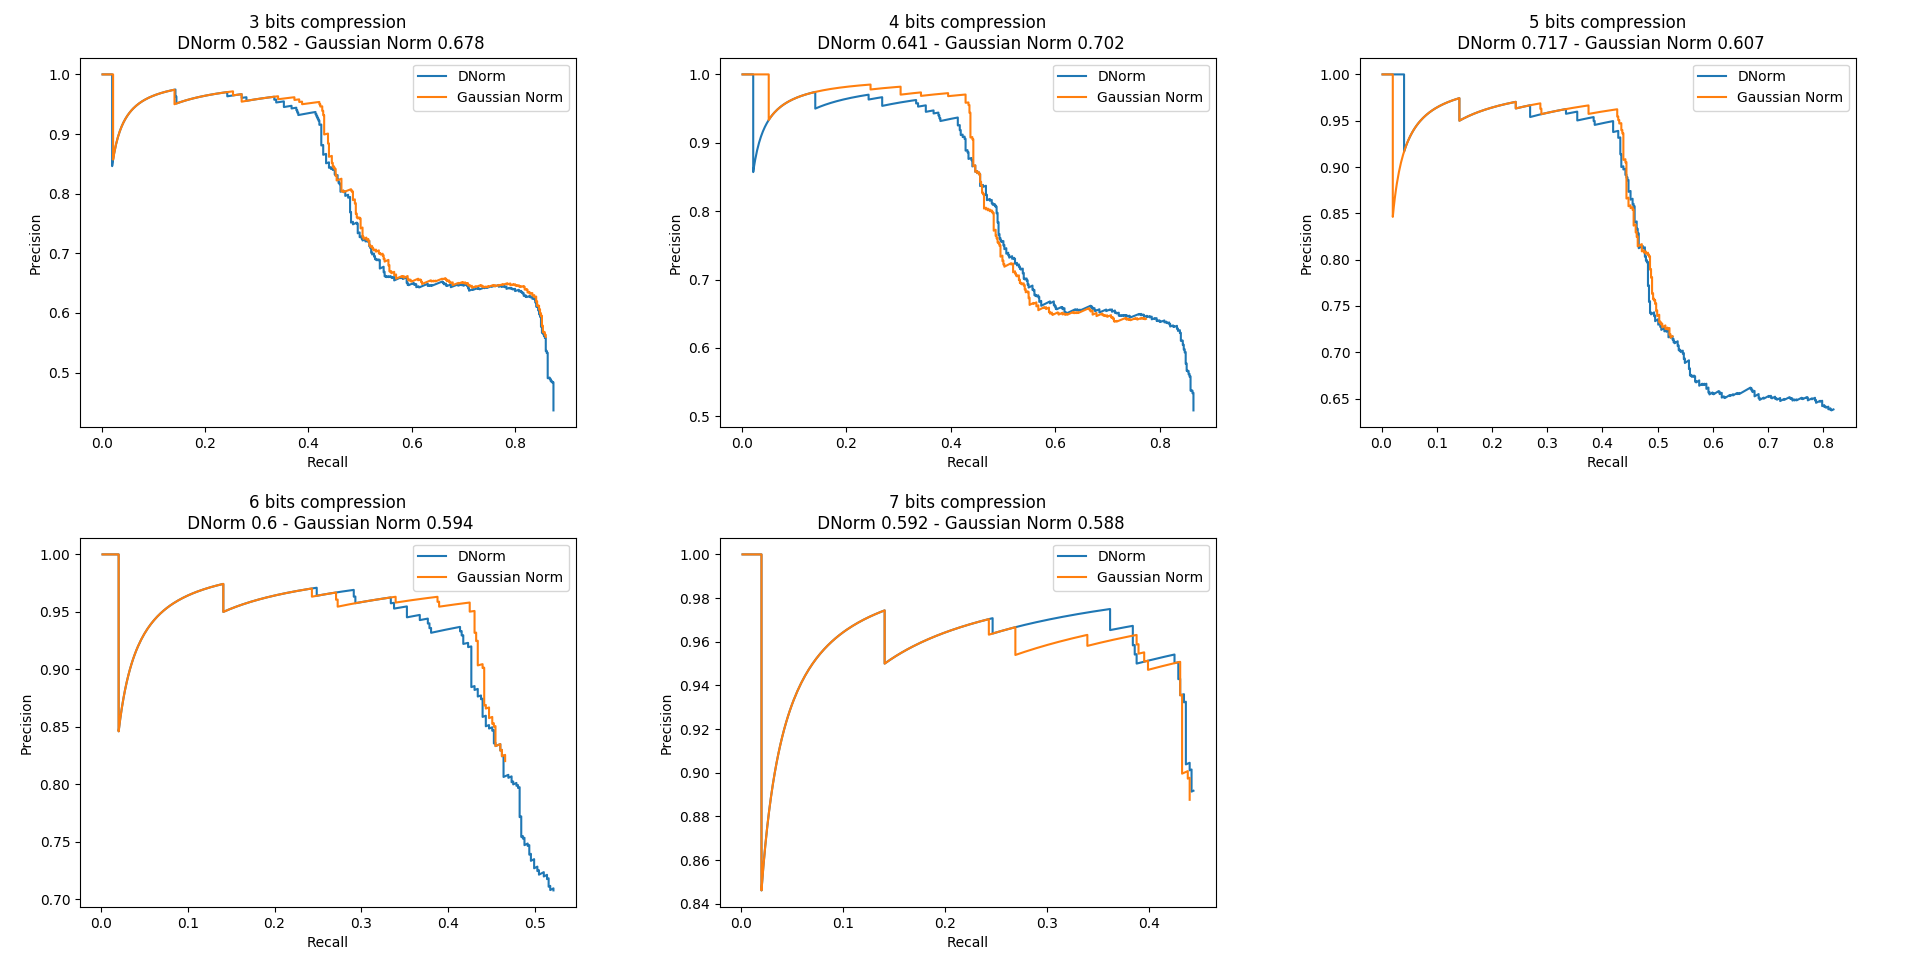 3 bits compression
DNorm 0.582 - Gaussian Norm 0.678
1.0
0.9
0.8
0.7
0.6
0.5
Precision
DNorm
Gaussian Norm
0.0 0.2 0.4 0.6 0.8
Recall
4 bits compression
DNorm 0.641 - Gaussian Norm 0.702
1.0
0.9
0.8
0.7
0.6
0.5
Precision
DNorm
Gaussian Norm
0.0 0.2 0.4 0.6 0.8
Recall
5 bits compression
DNorm 0.717 - Gaussian Norm 0.607
1.00
0.95
0.90
0.85
0.80
0.75
0.70
0.65
Precision
DNorm
Gaussian Norm
0.0 0.1 0.2 0.3 0.4 0.5 0.6 0.7 0.8
Recall
6 bits compression
DNorm 0.6 - Gaussian Norm 0.594
1.00
0.95
0.90
0.85
0.80
0.75
0.70
Precision
DNorm
Gaussian Norm
0.0 0.1 0.2 0.3 0.4 0.5
Recall
7 bits compression
DNorm 0.592 - Gaussian Norm 0.588
1.00
0.98
0.96
0.94
0.92
0.90
0.88
0.86
0.84
Precision
DNorm
Gaussian Norm
0.0 0.1 0.2 0.3 0.4
Recall